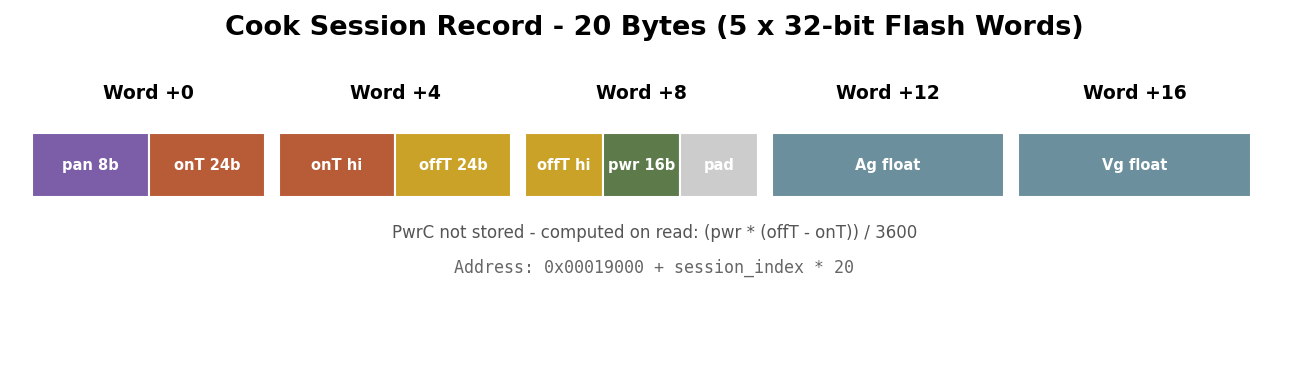 Cook Session Record - 20 Bytes (5 x 32-bit Flash Words)
Word +0 Word +4 Word +8 Word +12 Word +16
pan 8b onT 24b onT hi offT 24b offT hi pwr 16b pad Ag float Vg float
PwrC not stored - computed on read: (pwr * (offT - onT)) / 3600
Address: 0x00019000 + session_index * 20